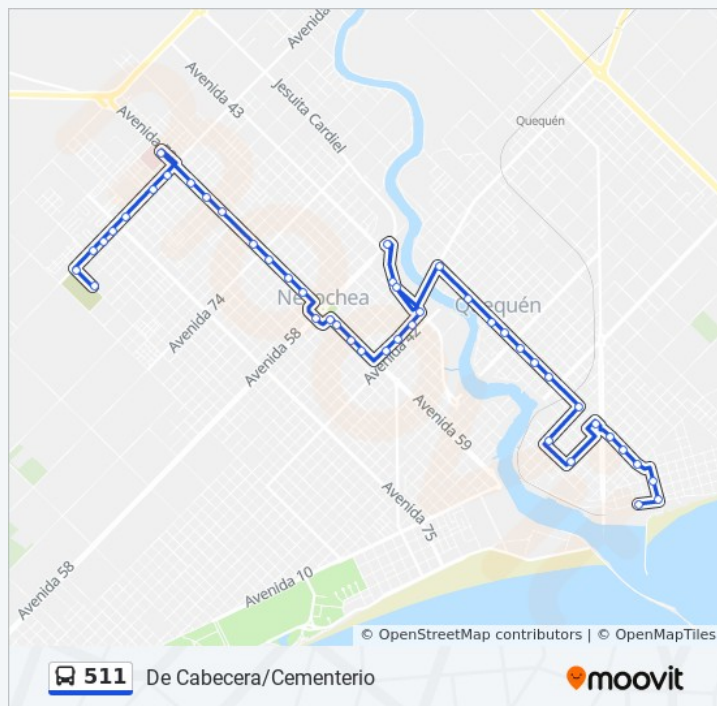 Avenida
Avenida 43
Avenida
Jesuita Cardiel
Quequén
Necochea
Quequén
Avenida 74
Avenida 58
Avenida 42
Avenida 59
Avenida 75
Avenida 10
Avenida 58
© OpenStreetMap contributors | © OpenMapTiles
511 De Cabecera/Cementerio
moovit